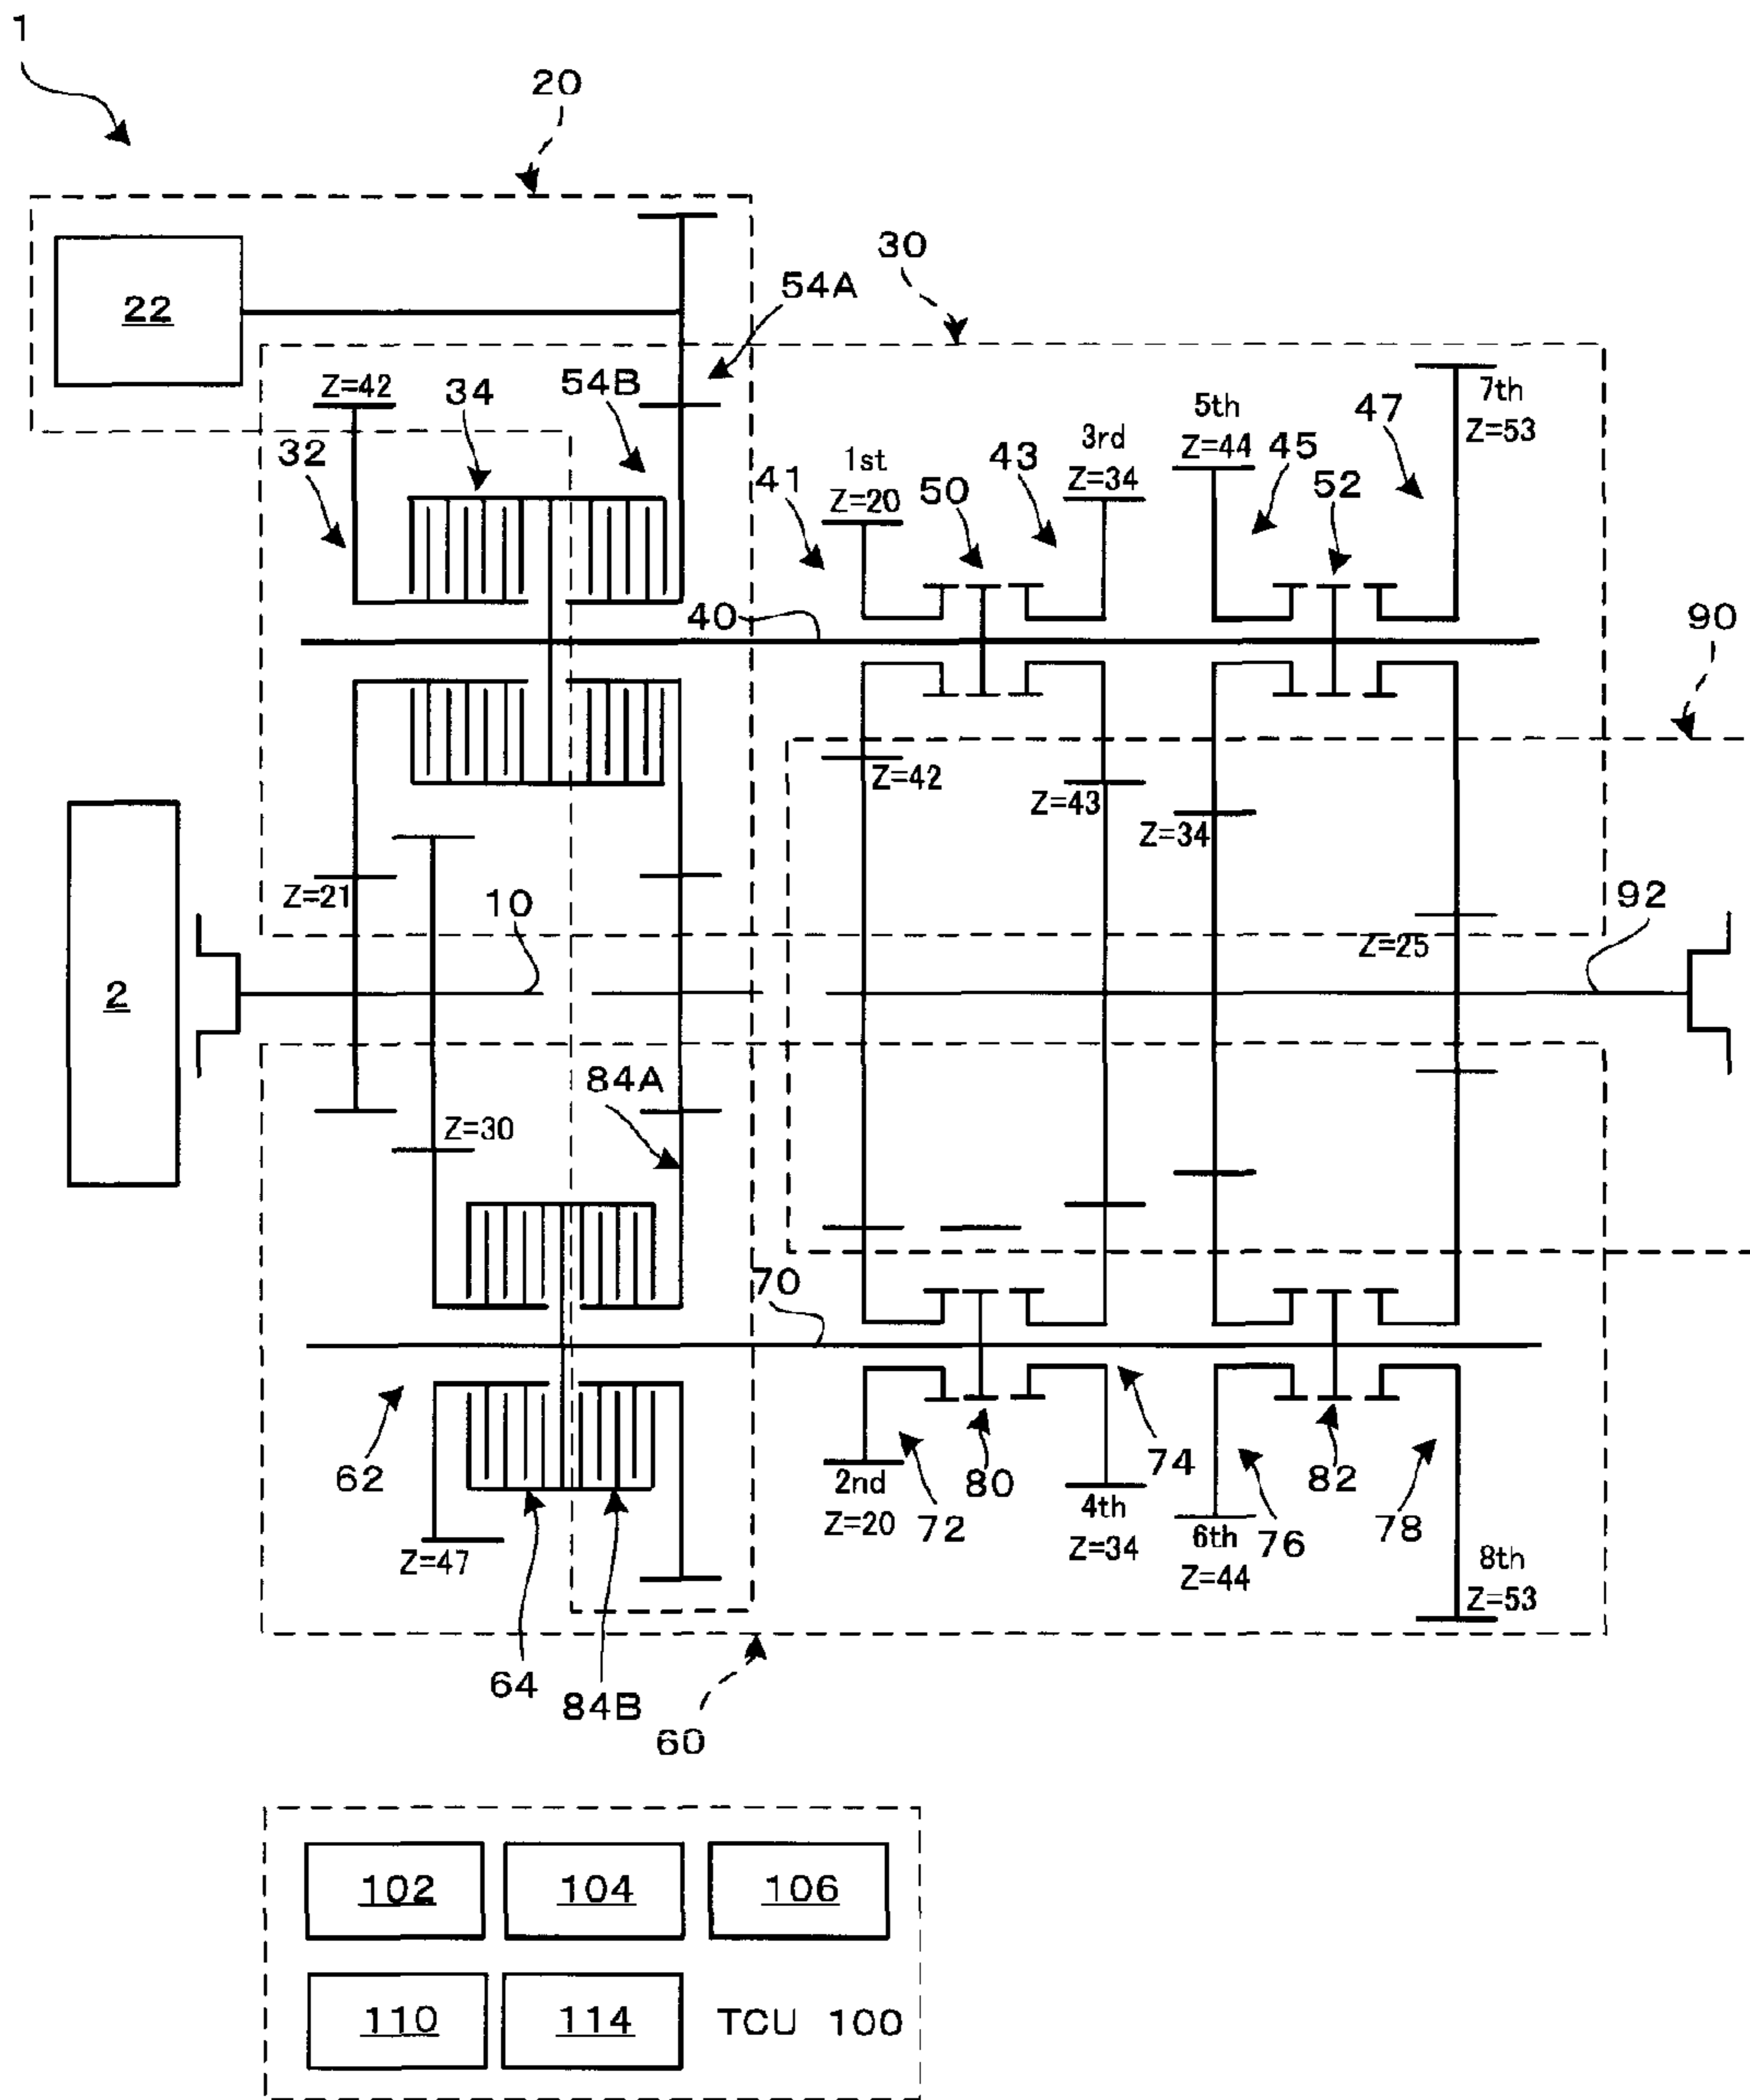 1
20
30
22
54A
Z=42
34
54B
32
7th
Z=53
5th
Z=44
47
3rd
Z=34
45
43
1st
Z=20
41
50
52
40
90
Z=42
Z=43
Z=34
Z=21
10
92
Z=25
2
84A
Z=30
70
62
74
2nd
Z=20
72
80
4th
Z=34
82
6th
Z=44
76
78
8th
Z=53
Z=47
64
84B
60
102
104
106
110
114
TCU 100